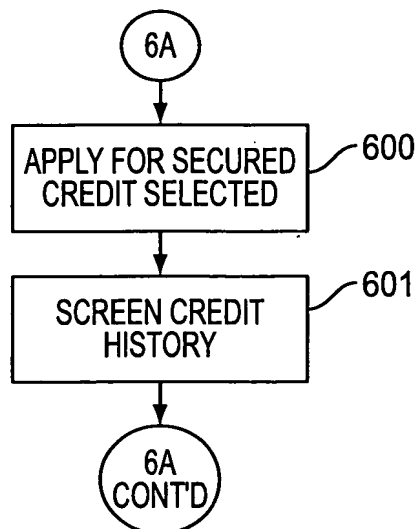 6A
APPLY FOR SECURED
CREDIT SELECTED
600
SCREEN CREDIT
HISTORY
601
6A
CONT'D